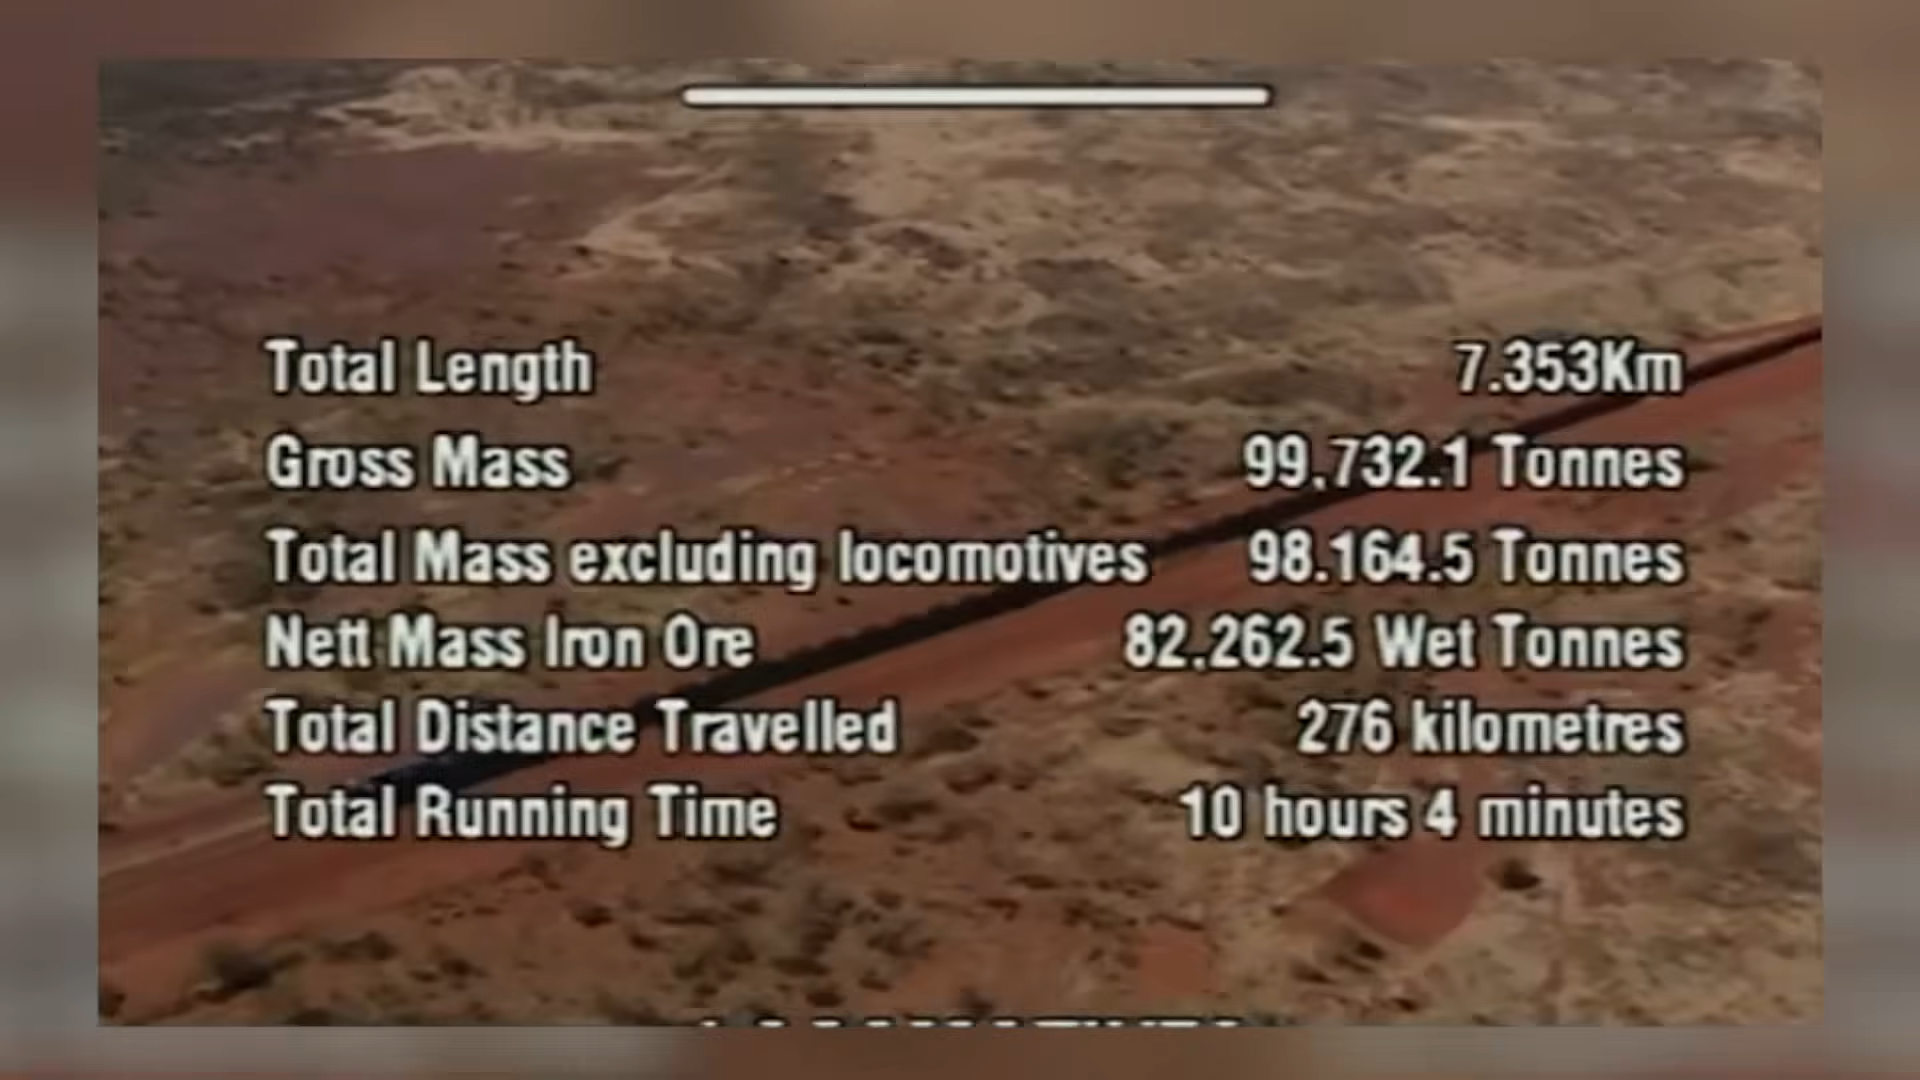 Total Length 7.353Km
Gross Mass 99,732.1 Tonnes
Total Mass excluding locomotives 98.164.5 Tonnes
Nett Mass Iron Ore 82,262.5 Wet Tonnes
Total Distance Travelled 276 kilometres
Total Running Time 10 hours 4 minutes